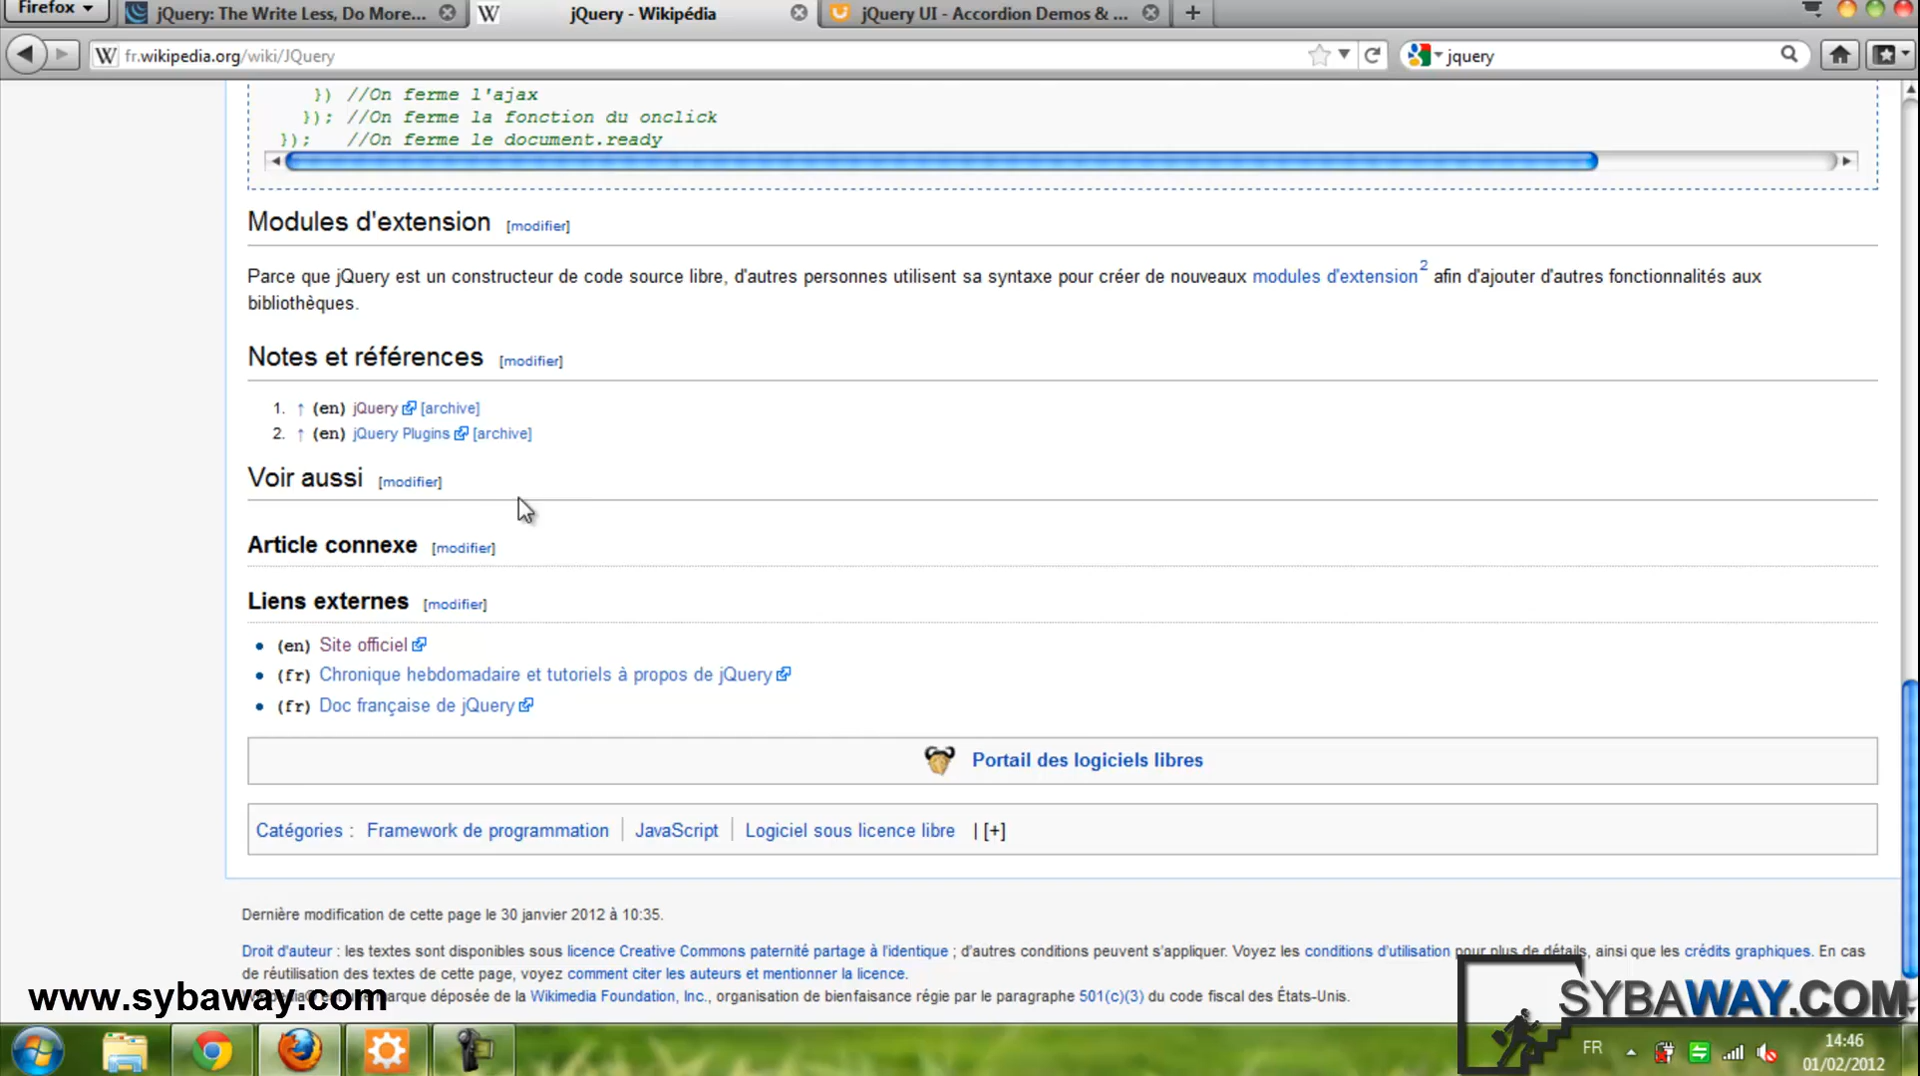 Firefox
jQuery: The Write Less, Do More...
jQuery - Wikipédia
jQuery UI - Accordion Demos & ...
fr.wikipedia.org/wiki/JQuery
jquery
}) //On ferme l'ajax
}); //On ferme la fonction du onclick
}); //On ferme le document.ready
Modules d'extension [modifier]
Parce que jQuery est un constructeur de code source libre, d'autres personnes utilisent sa syntaxe pour créer de nouveaux modules d'extension2 afin d'ajouter d'autres fonctionnalités aux
bibliothèques.
Notes et références [modifier]
1. ↑ (en) jQuery [archive]
2. ↑ (en) jQuery Plugins [archive]
Voir aussi [modifier]
Article connexe [modifier]
Liens externes [modifier]
• (en) Site officiel
• (fr) Chronique hebdomadaire et tutoriels à propos de jQuery
• (fr) Doc française de jQuery
Portail des logiciels libres
Catégories : Framework de programmation | JavaScript | Logiciel sous licence libre | [+]
Dernière modification de cette page le 30 janvier 2012 à 10:35.
Droit d'auteur : les textes sont disponibles sous licence Creative Commons paternité partage à l'identique ; d'autres conditions peuvent s'appliquer. Voyez les conditions d'utilisation pour plus de détails, ainsi que les crédits graphiques. En cas
de réutilisation des textes de cette page, voyez comment citer les auteurs et mentionner la licence.
www.sybaway.com
marque déposée de la Wikimedia Foundation, Inc., organisation de bienfaisance régie par le paragraphe 501(c)(3) du code fiscal des États-Unis.
SYBAWAY.COM
FR
14:46
01/02/2012